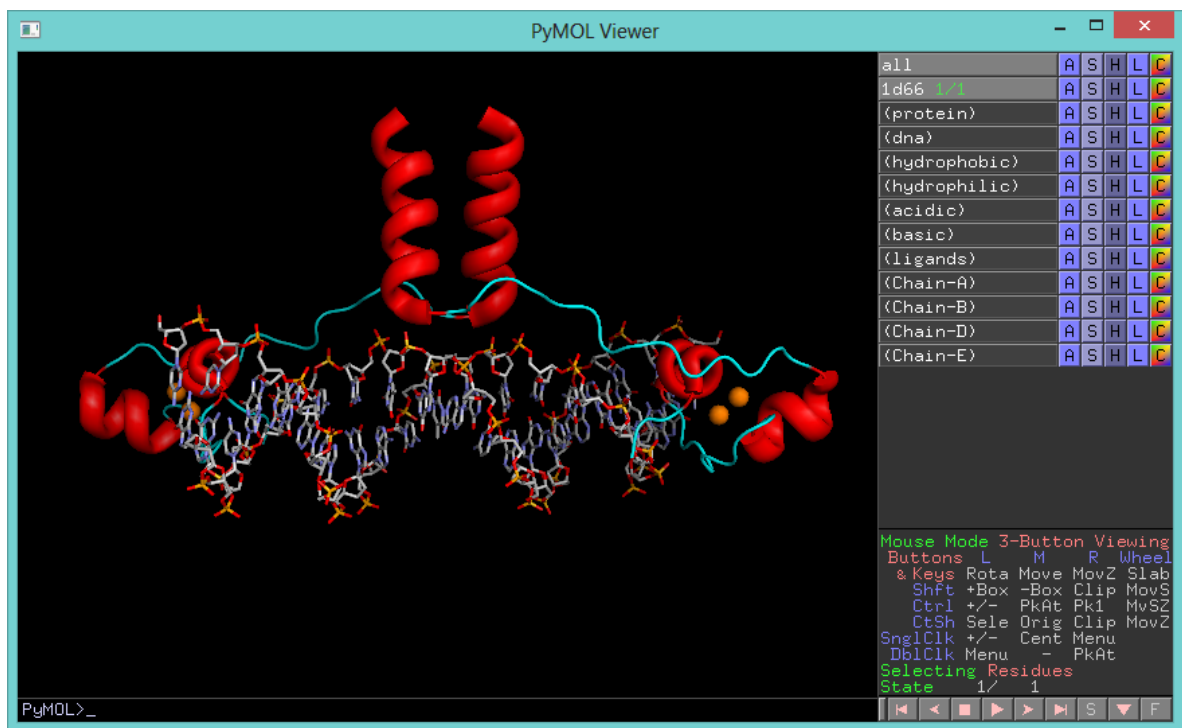 PyMOL Viewer
all A S H L C
1d66 1/1 A S H L C
(protein) A S H L C
(dna) A S H L C
(hydrophobic) A S H L C
(hydrophilic) A S H L C
(acidic) A S H L C
(basic) A S H L C
(ligands) A S H L C
(Chain-A) A S H L C
(Chain-B) A S H L C
(Chain-D) A S H L C
(Chain-E) A S H L C
Mouse Mode 3-Button Viewing
Buttons L M R Wheel
& Keys Rota Move MovZ Slab
Shft +Box -Box Clip MovS
Ctrl +/- PkAt Pk1 MvSZ
CtSh Sele Orig Clip MovZ
SnglClk +/- Cent Menu
DblClk Menu - PkAt
Selecting Residues
State 1/ 1
PyMOL>_
S F